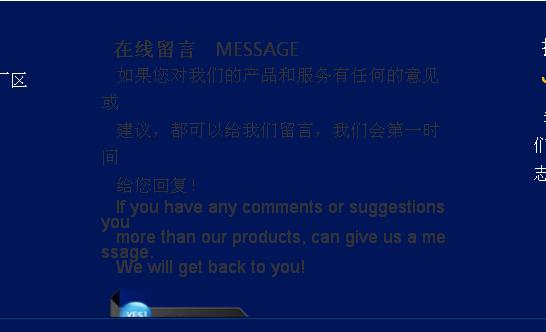 在线留言 MESSAGE
如果您对我们的产品和服务有任何的意见
或
建议，都可以给我们留言，我们会第一时
间
给您回复！
If you have any comments or suggestions
you
more than our products, can give us a me
ssage.
We will get back to you!
YES!
厂区
们
志